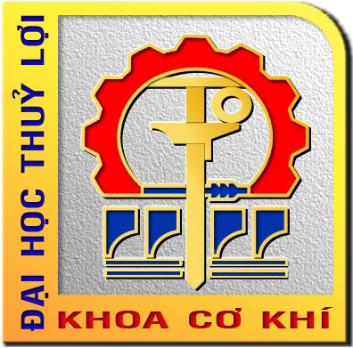 ĐẠI HỌC THUỶ LỢI
KHOA CƠ KHÍ